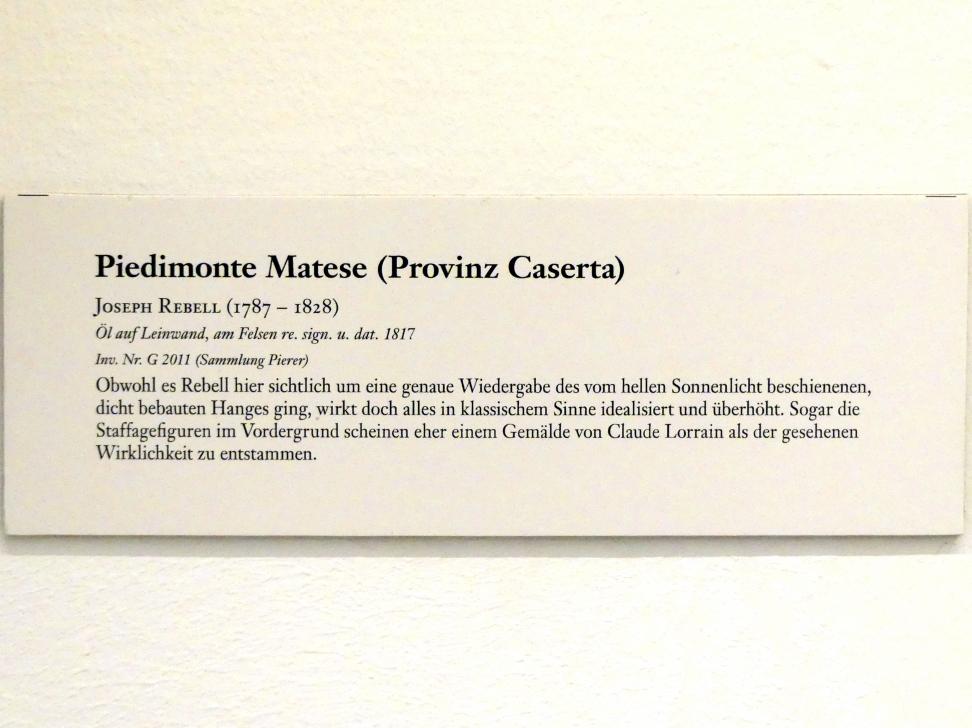 Piedimonte Matese (Provinz Caserta)
Joseph Rebell (1787 – 1828)
Öl auf Leinwand, am Felsen re. sign. u. dat. 1817
Inv. Nr. G 2011 (Sammlung Pierer)
Obwohl es Rebell hier sichtlich um eine genaue Wiedergabe des vom hellen Sonnenlicht beschienenen,
dicht bebauten Hanges ging, wirkt doch alles in klassischem Sinne idealisiert und überhöht. Sogar die
Staffagefiguren im Vordergrund scheinen eher einem Gemälde von Claude Lorrain als der gesehenen
Wirklichkeit zu entstammen.